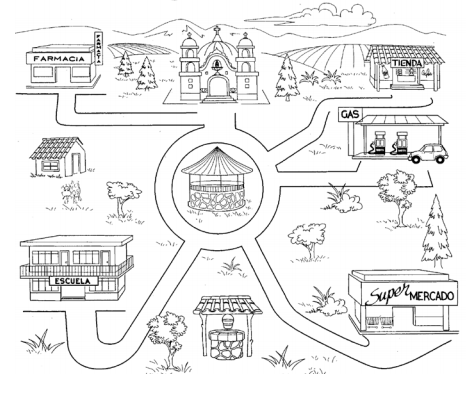 FARMACIA
FARMACIA
TIENDA
GAS
ESCUELA
Super MERCADO